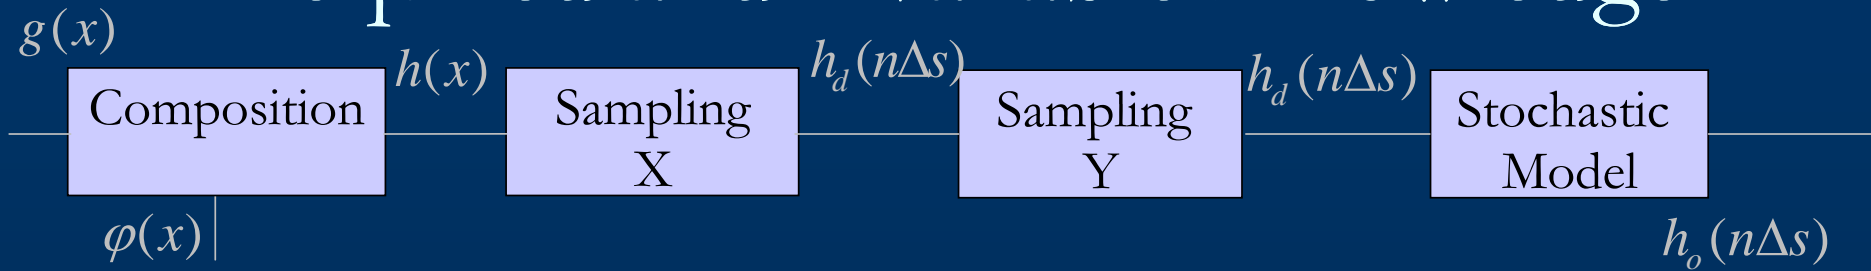 g(x)
Composition
φ(x)
h(x)
Sampling
X
h_d(nΔs)
Sampling
Y
h_d(nΔs)
Stochastic
Model
h_o(nΔs)